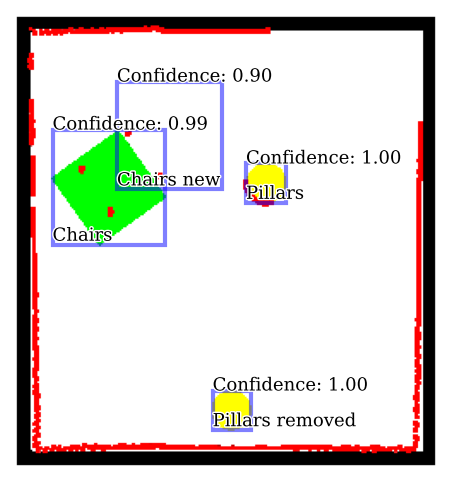 Confidence: 0.90
Chairs new
Confidence: 0.99
Chairs
Confidence: 1.00
Pillars
Confidence: 1.00
Pillars removed